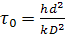 τ₀ = hd²/kD²